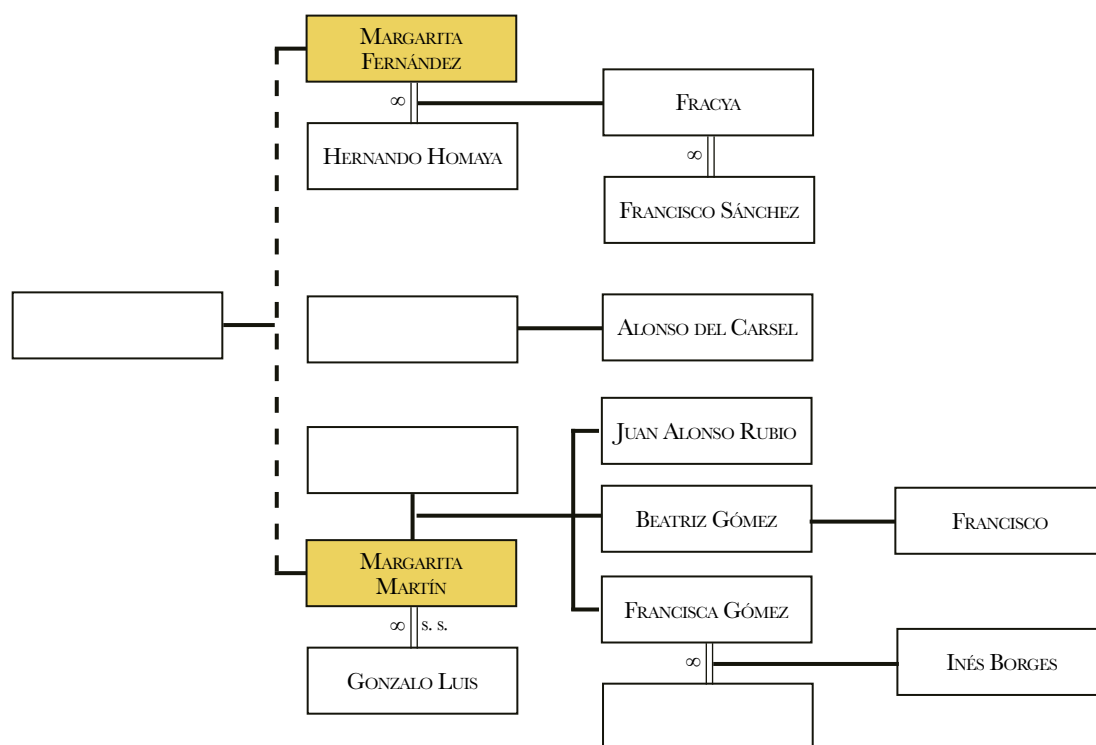 Margarita
Fernández
∞
Fracya
Hernando Homaya
∞
Francisco Sánchez
Alonso del Carsel
Juan Alonso Rubio
Beatriz Gómez
Francisco
Margarita
Martín
Francisca Gómez
∞ s. s.
∞
Inés Borges
Gonzalo Luis